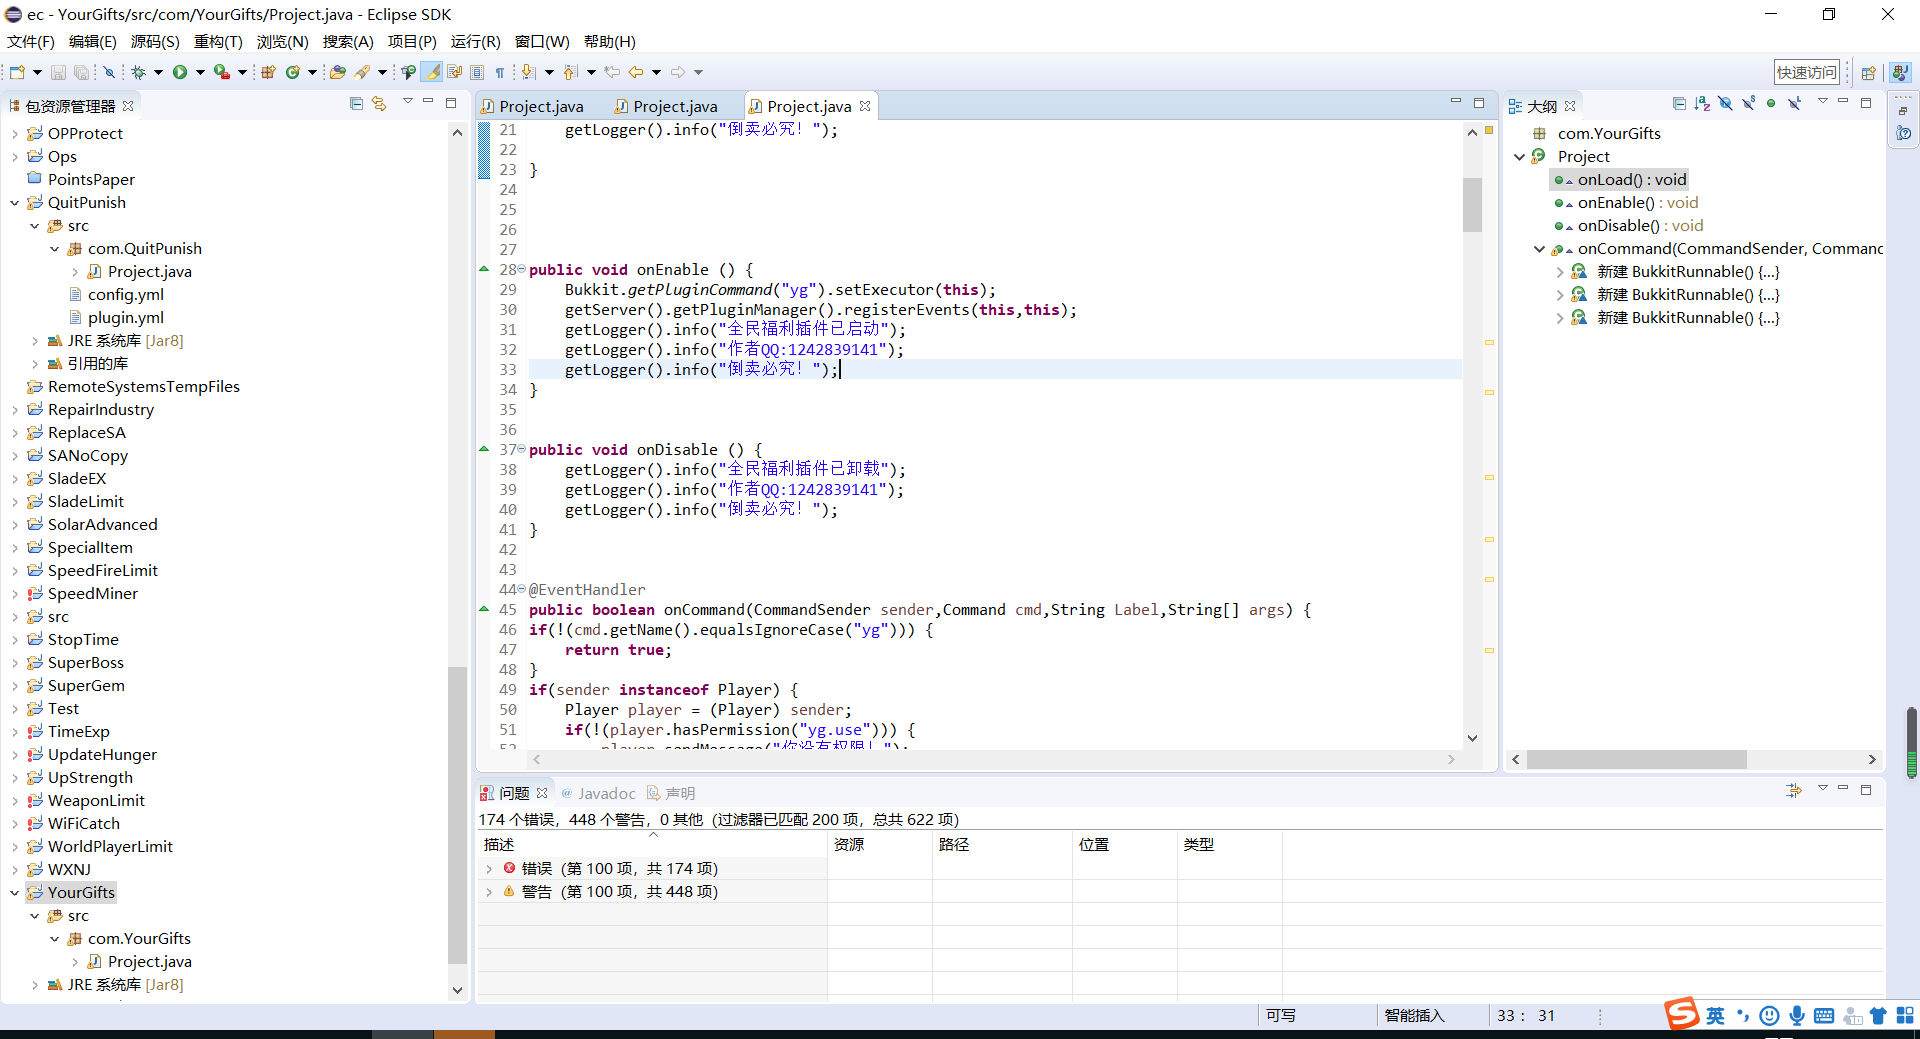 ec - YourGifts/src/com/YourGifts/Project.java - Eclipse SDK
文件(F) 编辑(E) 源码(S) 重构(T) 浏览(N) 搜索(A) 项目(P) 运行(R) 窗口(W) 帮助(H)
快速访问
包资源管理器
OPProtect
Ops
PointsPaper
QuitPunish
src
com.QuitPunish
Project.java
config.yml
plugin.yml
JRE 系统库 [Jar8]
引用的库
RemoteSystemsTempFiles
RepairIndustry
ReplaceSA
SANoCopy
SladeEX
SladeLimit
SolarAdvanced
SpecialItem
SpeedFireLimit
SpeedMiner
src
StopTime
SuperBoss
SuperGem
Test
TimeExp
UpdateHunger
UpStrength
WeaponLimit
WiFiCatch
WorldPlayerLimit
WXNJ
YourGifts
src
com.YourGifts
Project.java
JRE 系统库 [Jar8]
Project.java Project.java Project.java
21 getLogger().info("倒卖必究! ");
22
23 }
24
25
26
27
28 public void onEnable () {
29 Bukkit.getPluginCommand("yg").setExecutor(this);
30 getServer().getPluginManager().registerEvents(this,this);
31 getLogger().info("全民福利插件已启动");
32 getLogger().info("作者QQ:1242839141");
33 getLogger().info("倒卖必究! ");
34 }
35
36
37 public void onDisable () {
38 getLogger().info("全民福利插件已卸载");
39 getLogger().info("作者QQ:1242839141");
40 getLogger().info("倒卖必究! ");
41 }
42
43
44 @EventHandler
45 public boolean onCommand(CommandSender sender,Command cmd,String Label,String[] args) {
46 if(!(cmd.getName().equalsIgnoreCase("yg"))) {
47 return true;
48 }
49 if(sender instanceof Player) {
50 Player player = (Player) sender;
51 if(!(player.hasPermission("yg.use"))) {
52 player.sendMessage("你没有权限! ");
大纲
com.YourGifts
Project
onLoad() : void
onEnable() : void
onDisable() : void
onCommand(CommandSender, Command
新建 BukkitRunnable() {...}
新建 BukkitRunnable() {...}
新建 BukkitRunnable() {...}
问题 @ Javadoc 声明
174 个错误，448 个警告，0 其他 (过滤器已匹配 200 项，总共 622 项)
描述 资源 路径 位置 类型
错误 (第 100 项，共 174 项)
警告 (第 100 项，共 448 项)
可写 智能插入 33 : 31
S 英